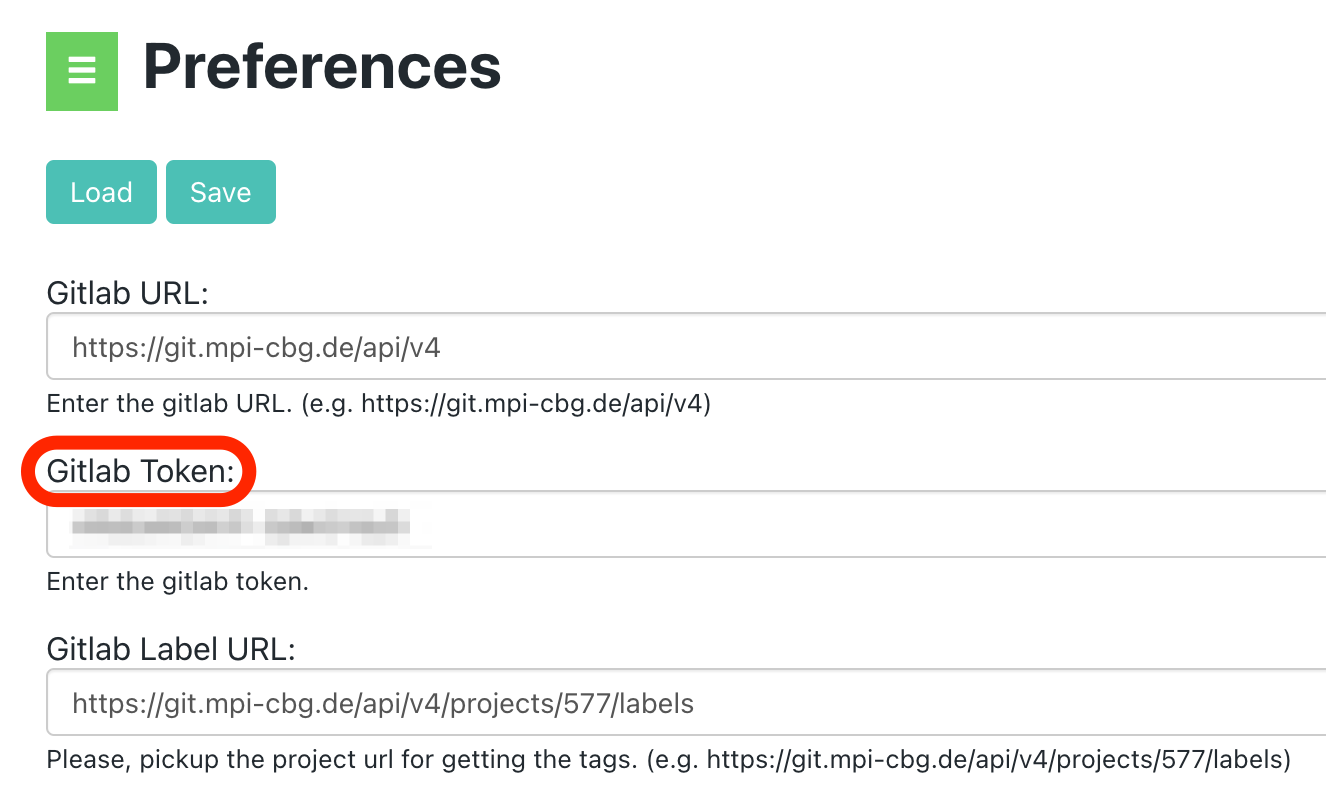 Preferences
Load Save
Gitlab URL:
https://git.mpi-cbg.de/api/v4
Enter the gitlab URL. (e.g. https://git.mpi-cbg.de/api/v4)
Gitlab Token:
Enter the gitlab token.
Gitlab Label URL:
https://git.mpi-cbg.de/api/v4/projects/577/labels
Please, pickup the project url for getting the tags. (e.g. https://git.mpi-cbg.de/api/v4/projects/577/labels)